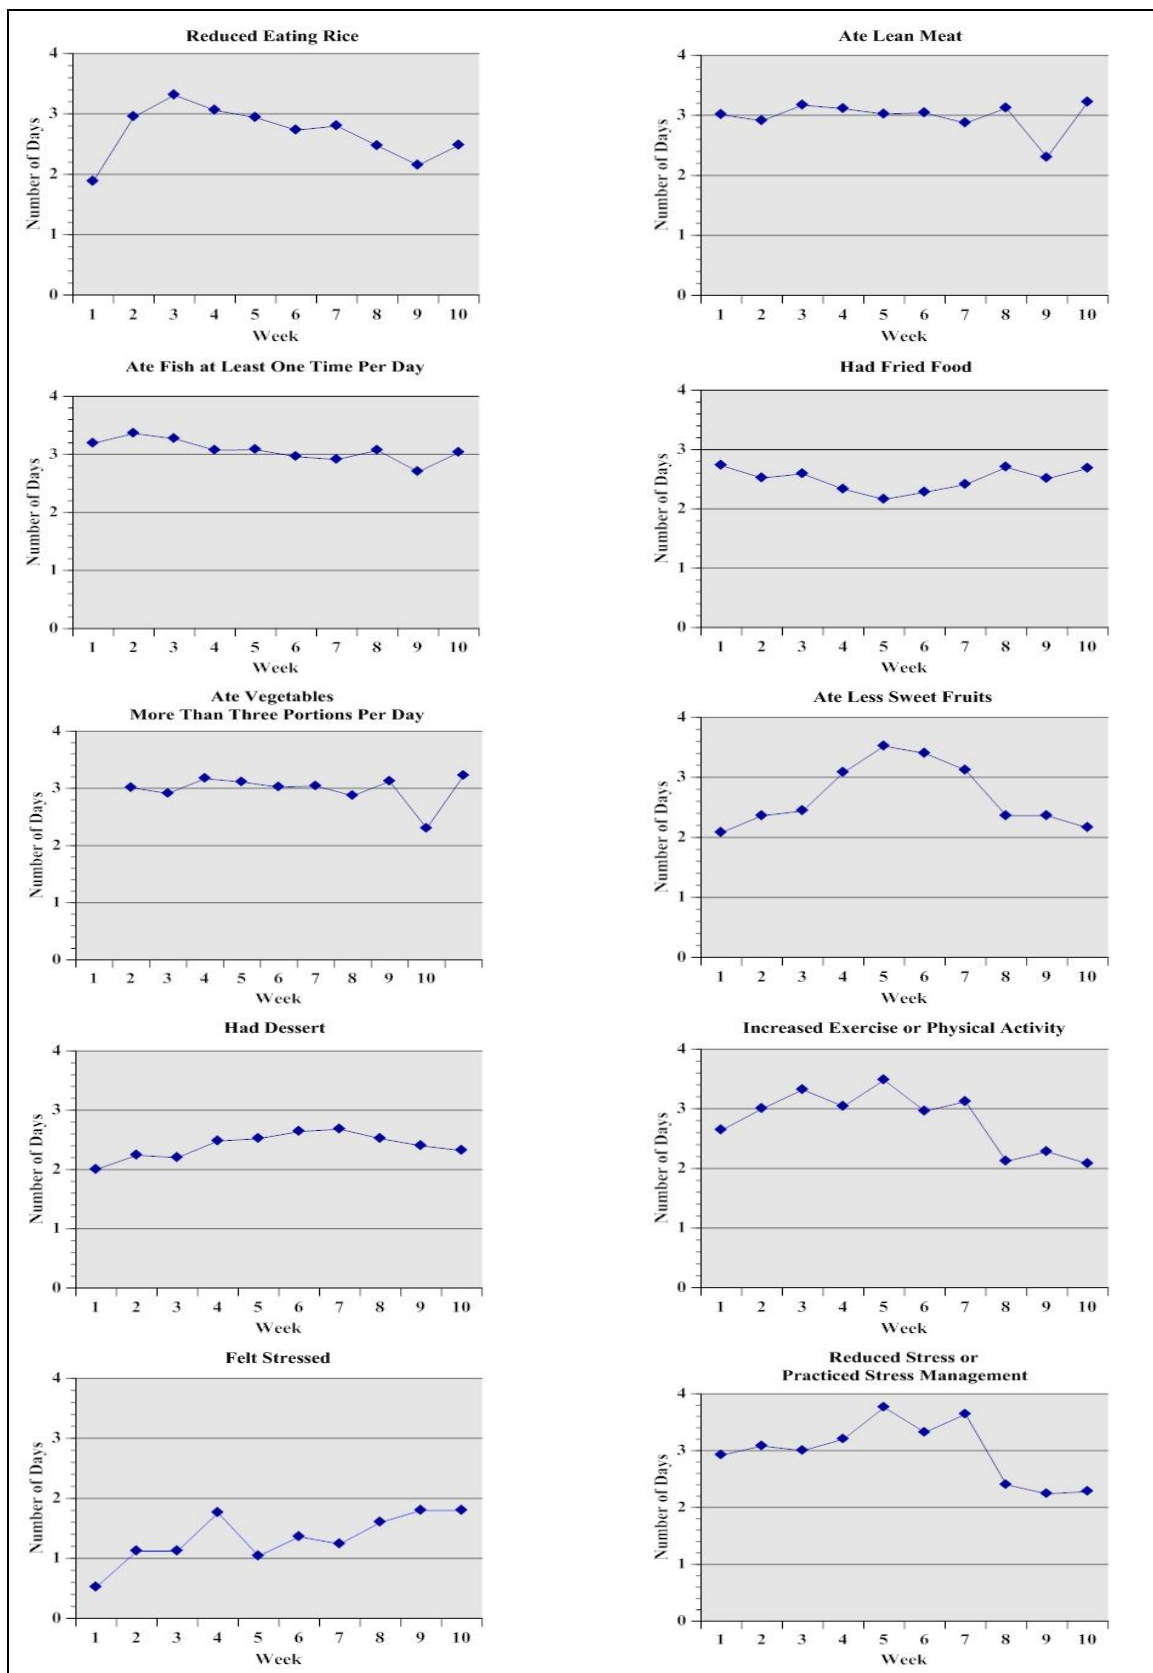 Reduced Eating Rice
4
3
2
1
0
Number of Days
1 2 3 4 5 6 7 8 9 10
Week
Ate Lean Meat
4
3
2
1
0
Number of Days
1 2 3 4 5 6 7 8 9 10
Week
Ate Fish at Least One Time Per Day
4
3
2
1
0
Number of Days
1 2 3 4 5 6 7 8 9 10
Week
Had Fried Food
4
3
2
1
0
Number of Days
1 2 3 4 5 6 7 8 9 10
Week
Ate Vegetables
More Than Three Portions Per Day
4
3
2
1
0
Number of Days
1 2 3 4 5 6 7 8 9 10
Week
Ate Less Sweet Fruits
4
3
2
1
0
Number of Days
1 2 3 4 5 6 7 8 9 10
Week
Had Dessert
4
3
2
1
0
Number of Days
1 2 3 4 5 6 7 8 9 10
Week
Increased Exercise or Physical Activity
4
3
2
1
0
Number of Days
1 2 3 4 5 6 7 8 9 10
Week
Felt Stressed
4
3
2
1
0
Number of Days
1 2 3 4 5 6 7 8 9 10
Week
Reduced Stress or
Practiced Stress Management
4
3
2
1
0
Number of Days
1 2 3 4 5 6 7 8 9 10
Week